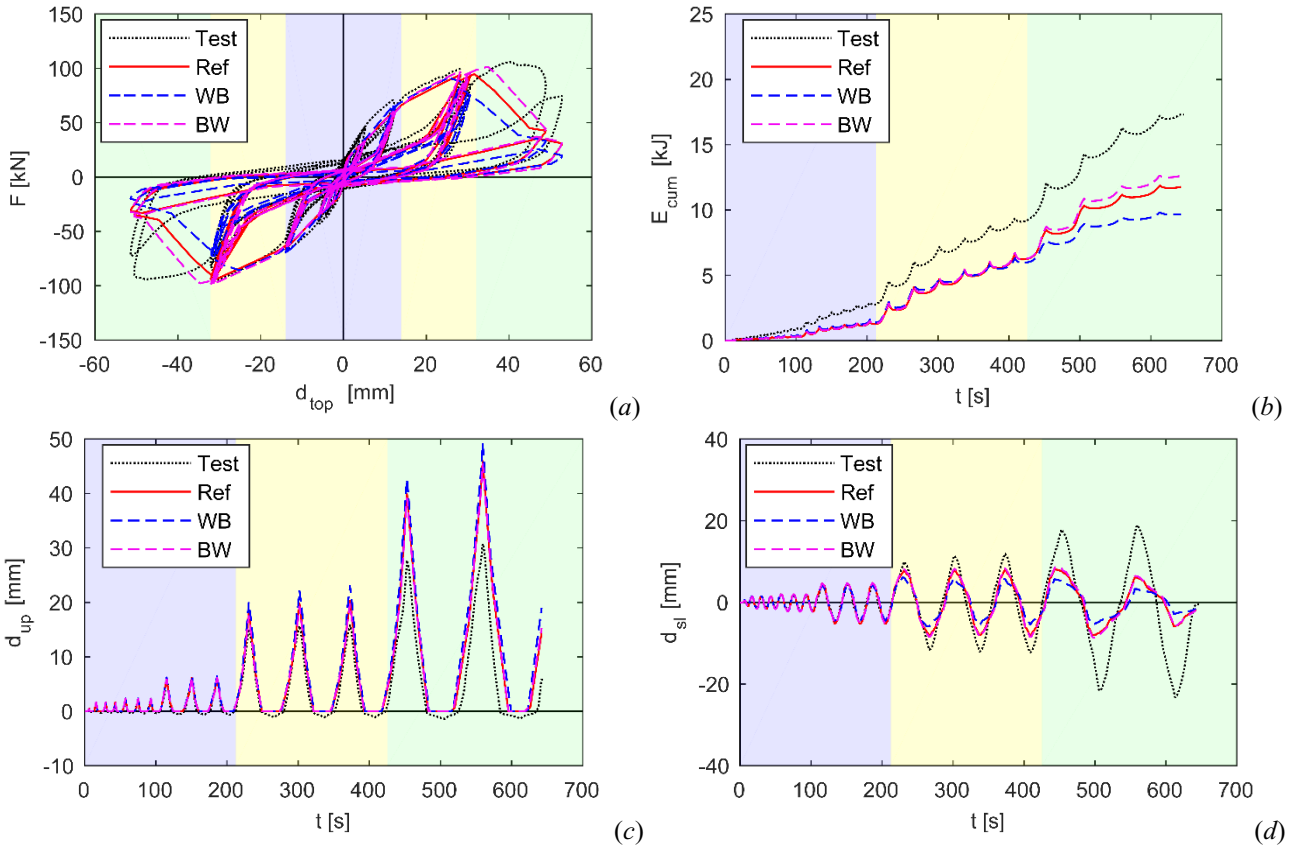 150
100
50
0
-50
-100
-150
F [kN]
-60 -40 -20 0 20 40 60
d_top [mm]
Test
Ref
WB
BW
(a)
25
20
15
10
5
0
E_cum [kJ]
0 100 200 300 400 500 600 700
t [s]
Test
Ref
WB
BW
(b)
50
40
30
20
10
0
-10
d_up [mm]
0 100 200 300 400 500 600 700
t [s]
Test
Ref
WB
BW
(c)
40
20
0
-20
-40
d_sl [mm]
0 100 200 300 400 500 600 700
t [s]
Test
Ref
WB
BW
(d)